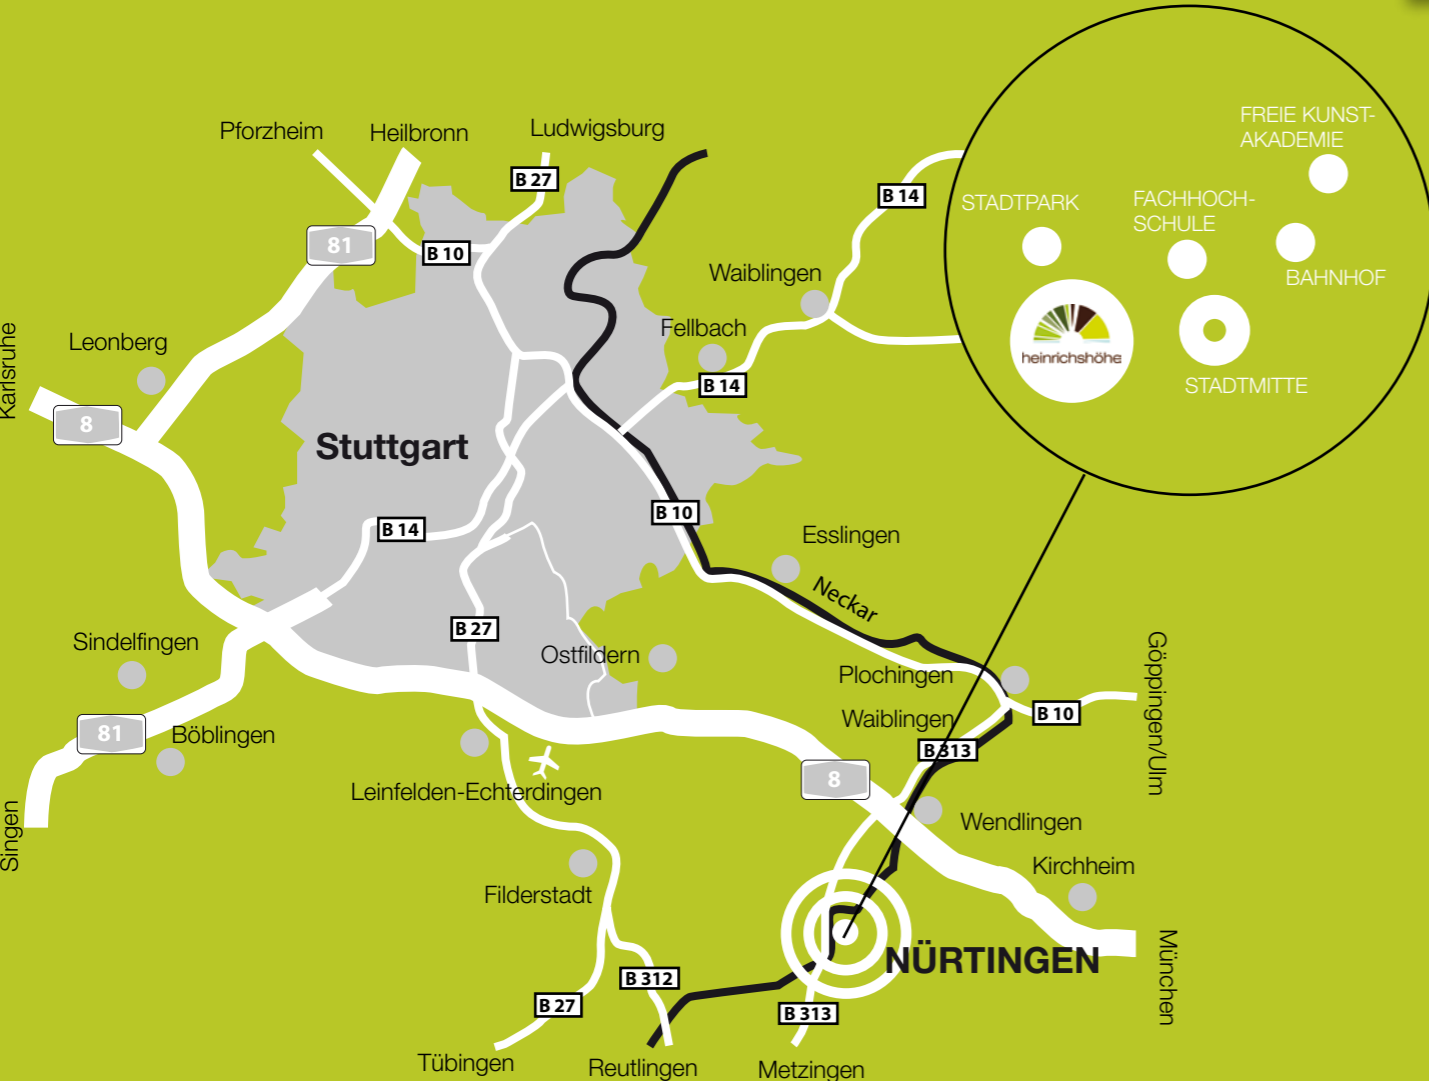 FREIE KUNST-
AKADEMIE
Pforzheim
Heilbronn
Ludwigsburg
B 27
B 14
STADTPARK
FACHHOCH-
SCHULE
81
B 10
Waiblingen
BAHNHOF
Fellbach
Leonberg
Karlsruhe
heinrichshöhe
B 14
STADTMITTE
8
Stuttgart
B 10
B 14
Esslingen
Neckar
B 27
Sindelfingen
Ostfildern
Plochingen
Göppingen/Ulm
B 10
Waiblingen
81
Böblingen
B 313
8
Leinfelden-Echterdingen
Singen
Wendlingen
Kirchheim
Filderstadt
NÜRTINGEN
München
B 312
B 27
B 313
Tübingen
Reutlingen
Metzingen